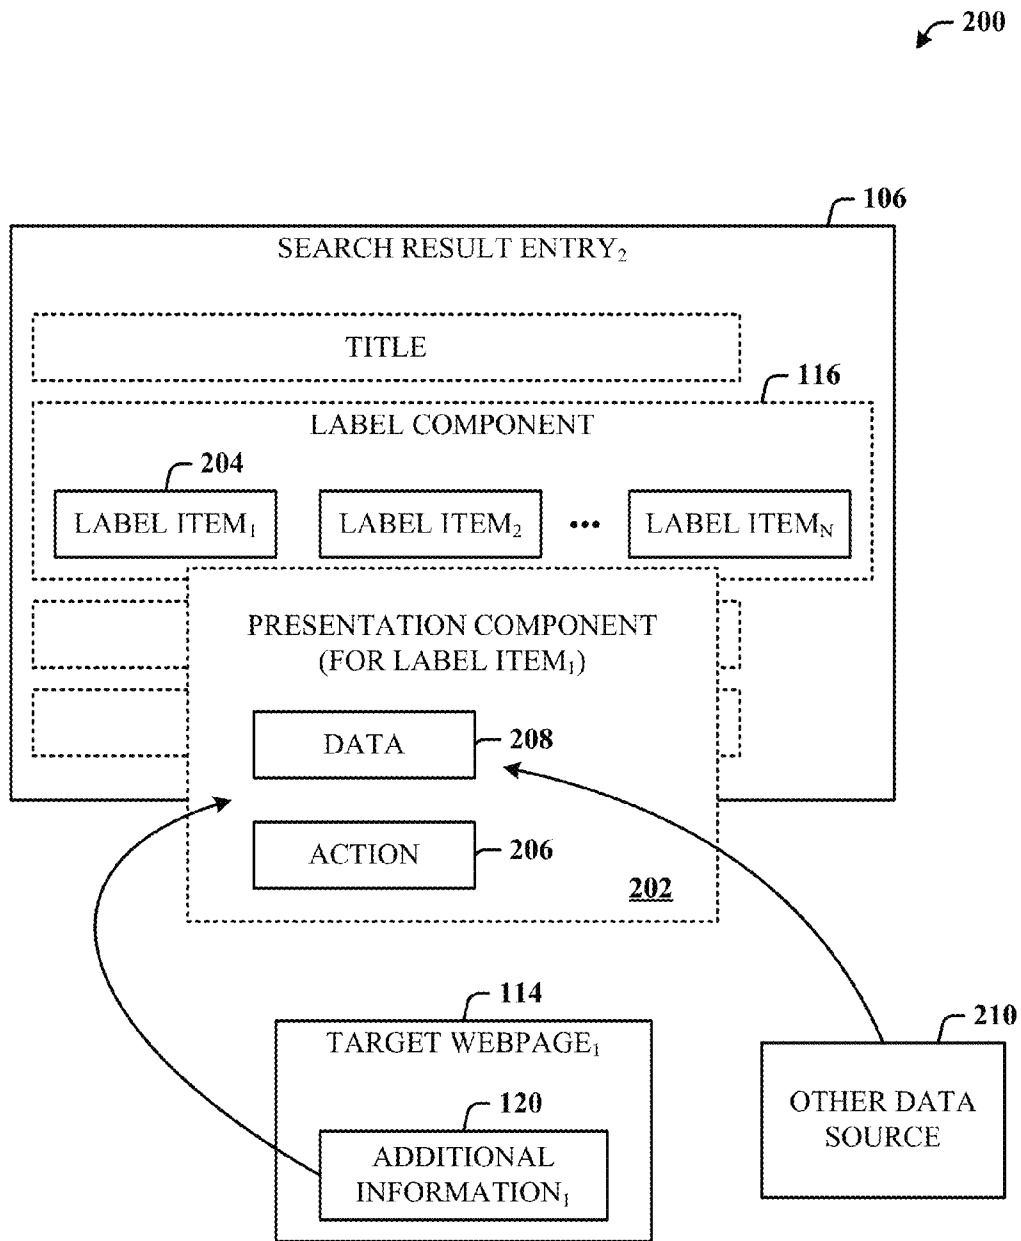 200
106
SEARCH RESULT ENTRY₂
TITLE
116
LABEL COMPONENT
204
LABEL ITEM₁ LABEL ITEM₂ ••• LABEL ITEM_N
PRESENTATION COMPONENT
(FOR LABEL ITEM₁)
DATA 208
ACTION 206
202
114
TARGET WEBPAGE₁
120
ADDITIONAL
INFORMATION₁
210
OTHER DATA
SOURCE